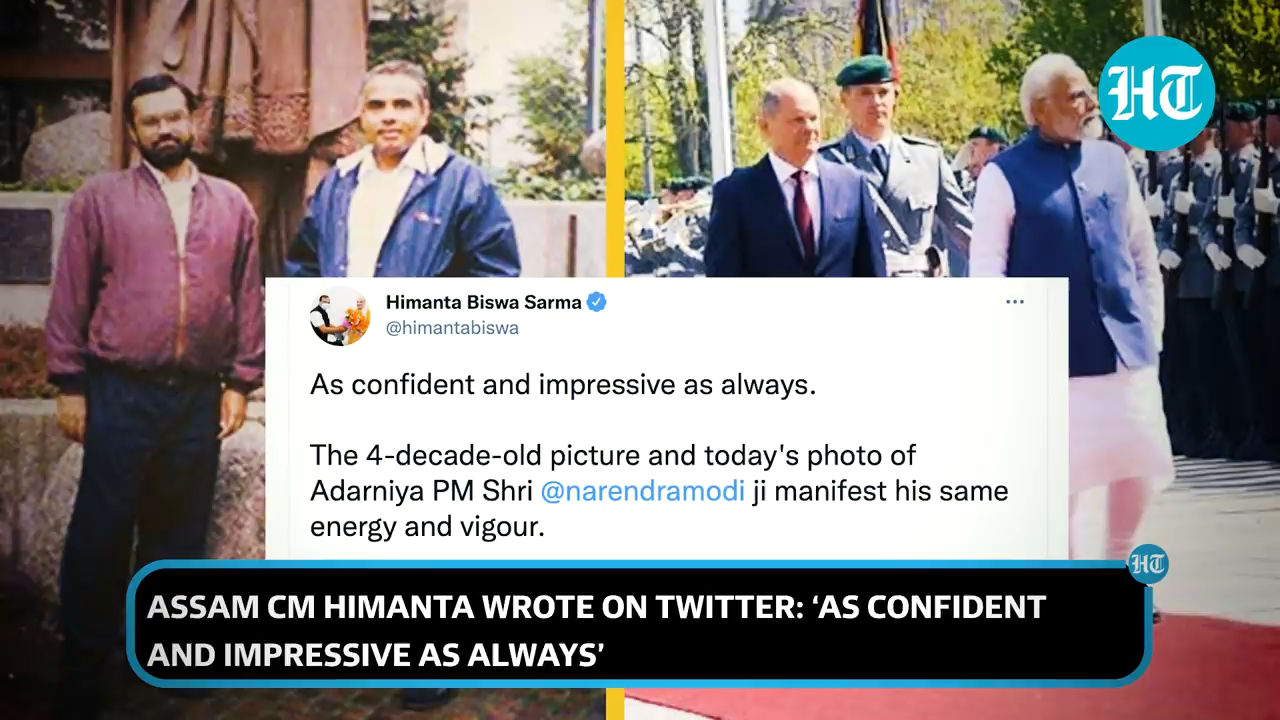 HT
Himanta Biswa Sarma
@himantabiswa
As confident and impressive as always.
The 4-decade-old picture and today's photo of
Adarniya PM Shri @narendramodi ji manifest his same
energy and vigour.
HT
ASSAM CM HIMANTA WROTE ON TWITTER: ‘AS CONFIDENT
AND IMPRESSIVE AS ALWAYS’